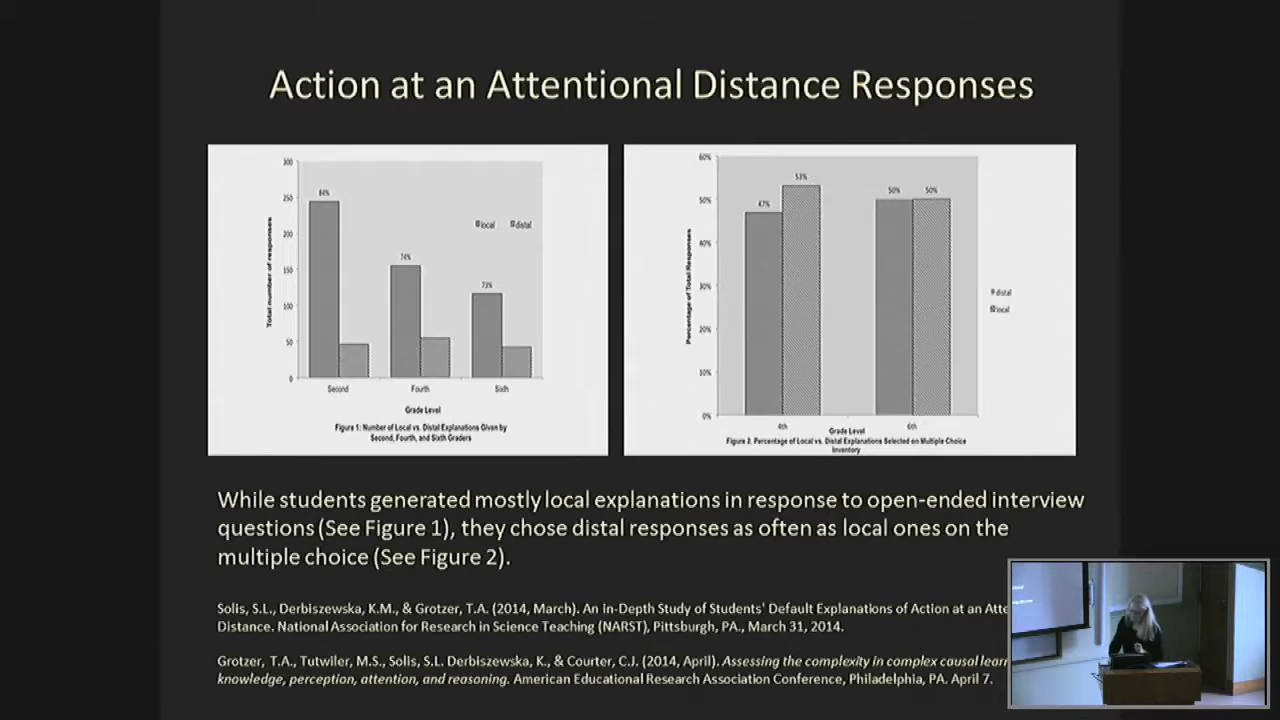 Action at an Attentional Distance Responses
300
250
200
150
100
50
0
Total number of responses
84%
74%
73%
local distal
Second Fourth Sixth
Grade Level
Figure 1: Number of Local vs. Distal Explanations Given by
Second, Fourth, and Sixth Graders
60%
50%
40%
30%
20%
10%
0%
Percentage of Total Responses
47%
53%
50%
50%
distal
local
4th 6th
Grade Level
Figure 2. Percentage of Local vs. Distal Explanations Selected on Multiple Choice
Inventory
While students generated mostly local explanations in response to open-ended interview
questions (See Figure 1), they chose distal responses as often as local ones on the
multiple choice (See Figure 2).
Solis, S.L., Derbiszewska, K.M., & Grotzer, T.A. (2014, March). An in-Depth Study of Students' Default Explanations of Action at an Atte
Distance. National Association for Research in Science Teaching (NARST), Pittsburgh, PA., March 31, 2014.
Grotzer, T.A., Tutwiler, M.S., Solis, S.L. Derbiszewska, K., & Courter, C.J. (2014, April). Assessing the complexity in complex causal learn
knowledge, perception, attention, and reasoning. American Educational Research Association Conference, Philadelphia, PA. April 7.